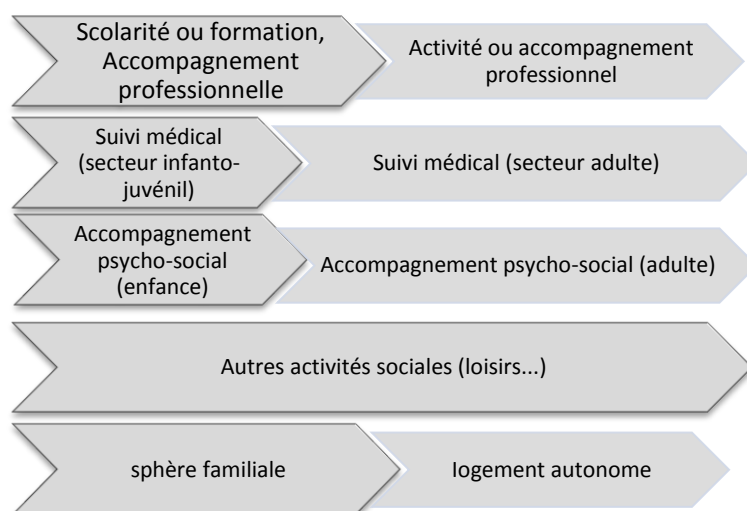 Scolarité ou formation,
Accompagnement
professionnelle
Activité ou accompagnement
professionnel
Suivi médical
(secteur infanto-
juvénil)
Suivi médical (secteur adulte)
Accompagnement
psycho-social
(enfance)
Accompagnement psycho-social (adulte)
Autres activités sociales (loisirs...)
sphère familiale
logement autonome